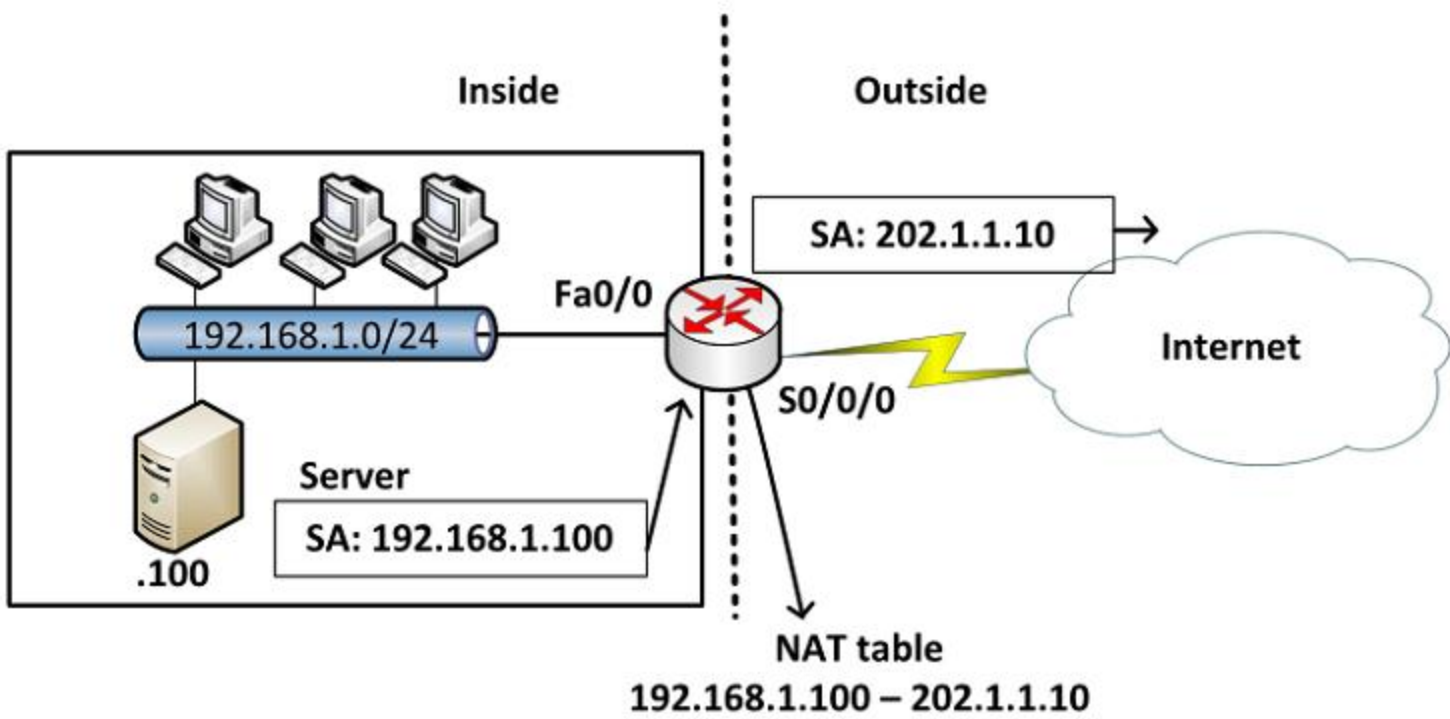 Inside
Outside
SA: 202.1.1.10
Fa0/0
192.168.1.0/24
Internet
S0/0/0
Server
SA: 192.168.1.100
.100
NAT table
192.168.1.100 – 202.1.1.10